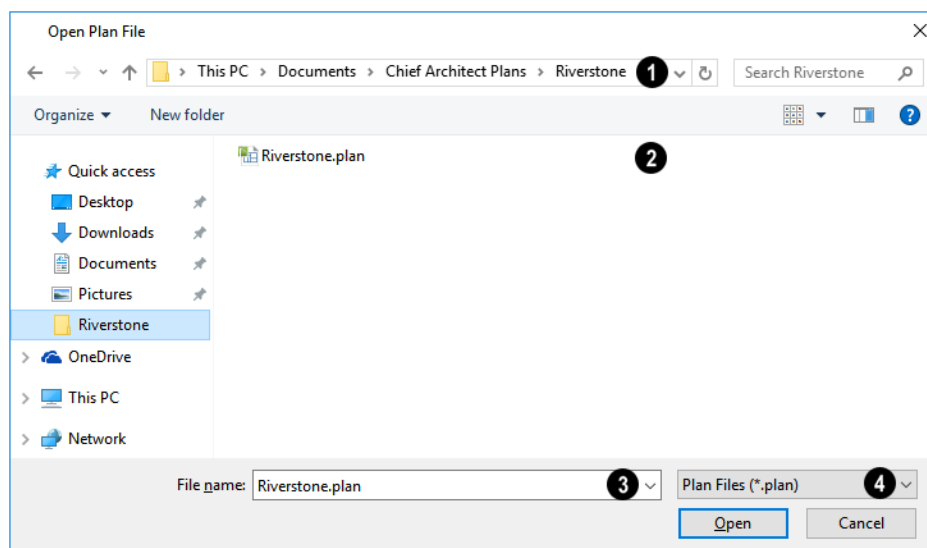 Open Plan File
This PC > Documents > Chief Architect Plans > Riverstone 1 Search Riverstone
Organize New folder ?
Quick access
Riverstone.plan 2
Desktop
Downloads
Documents
Pictures
Riverstone
OneDrive
This PC
Network
File name: Riverstone.plan 3 Plan Files (*.plan) 4
Open Cancel